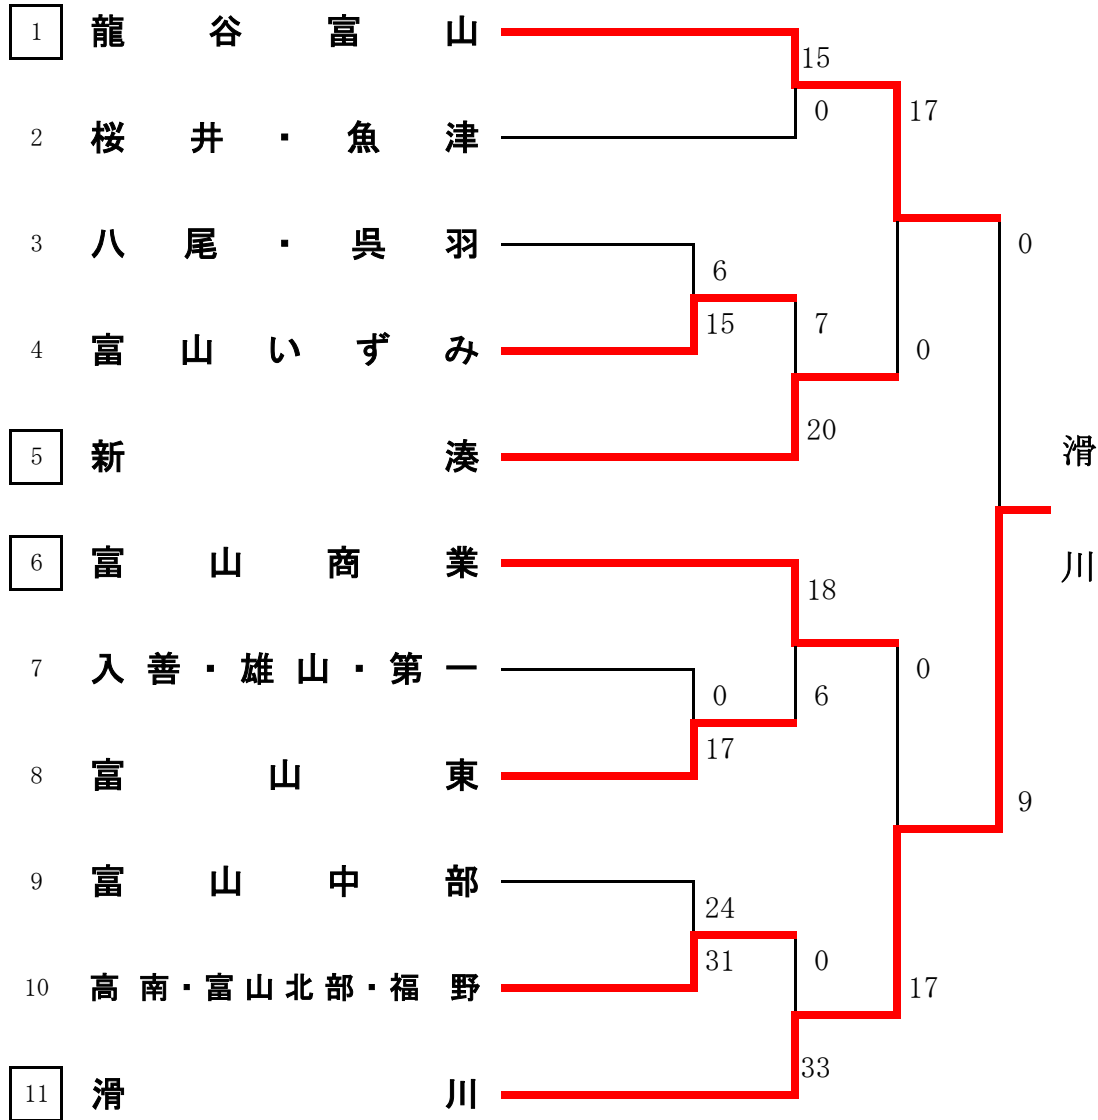 1 龍谷富山
15
0
17
2 桜井・魚津
3 八尾・呉羽
0
6
15
7
0
4 富山いずみ
20
5 新湊
滑川
6 富山商業
18
7 入善・雄山・第一
0
0
6
17
8 富山東
9
9 富山中部
24
31
0
17
10 高南・富山北部・福野
33
11 滑川